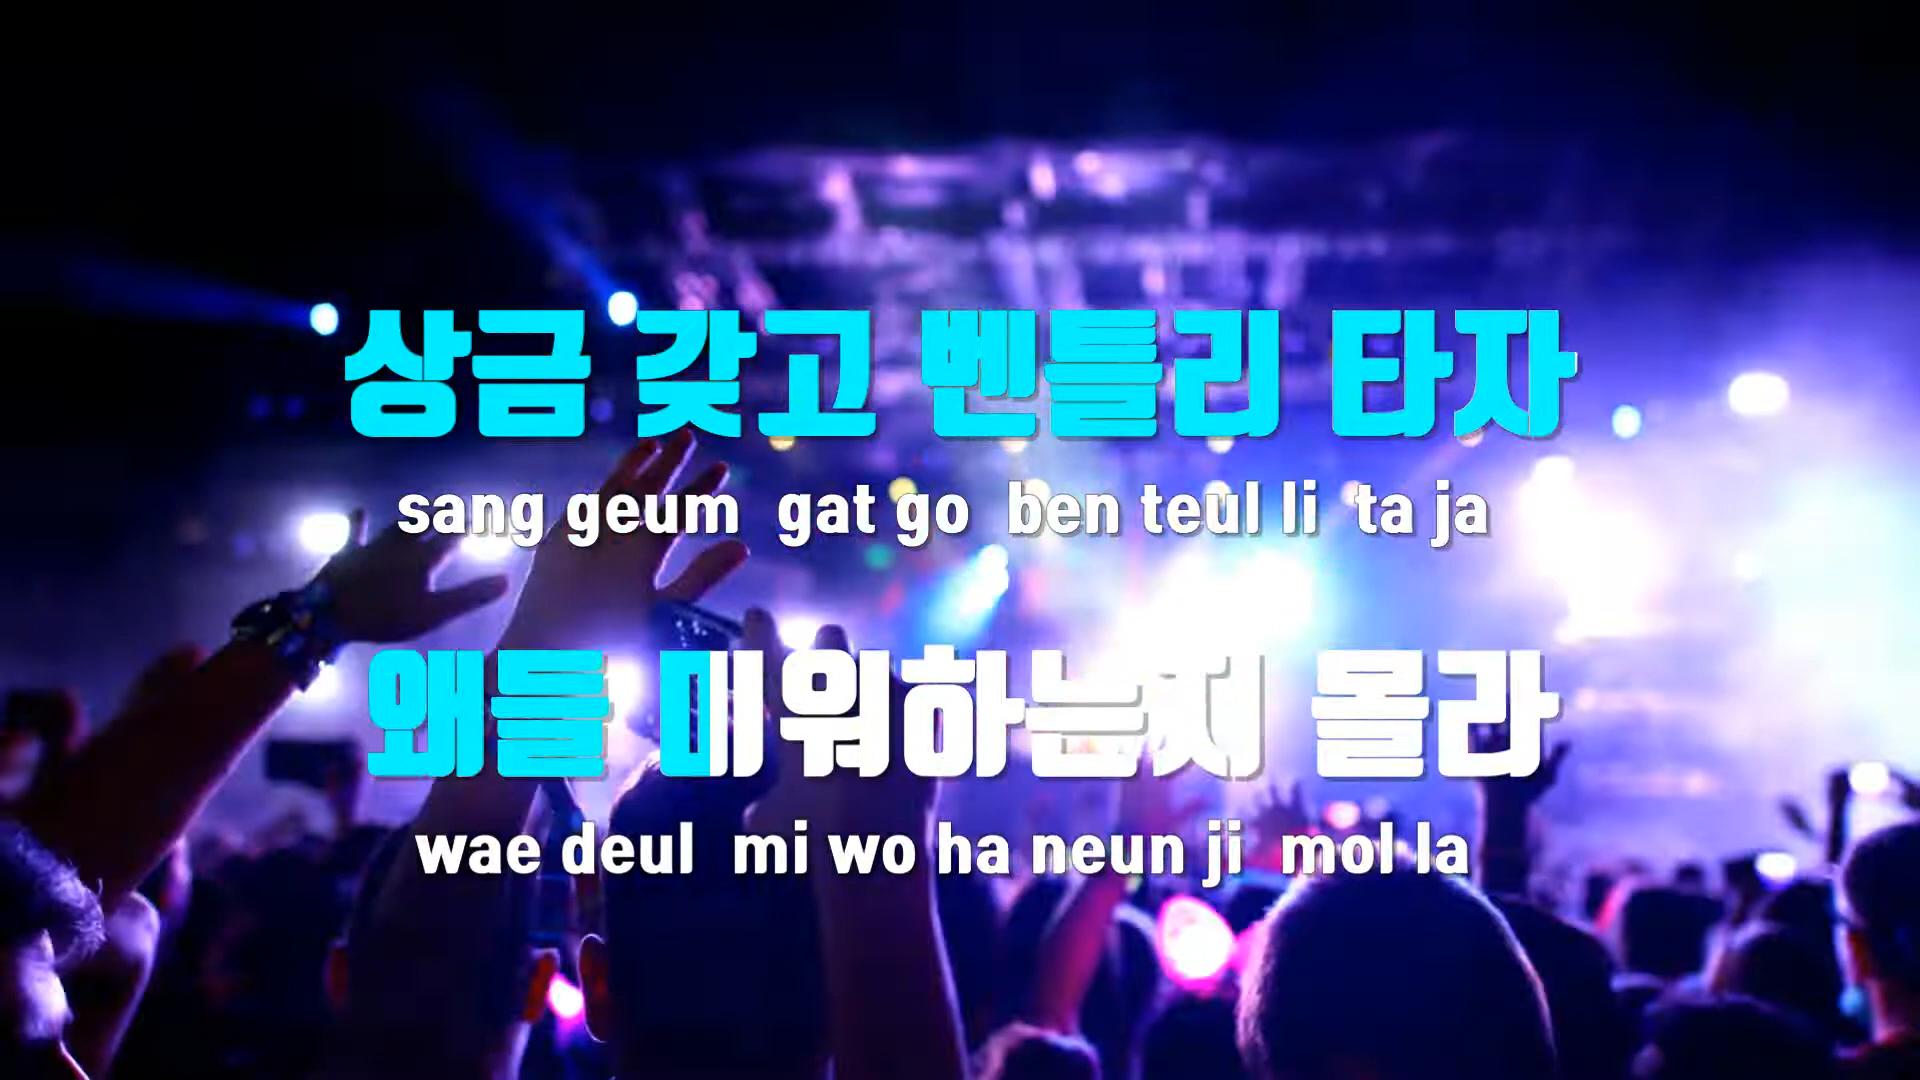 상금 갖고 벤틀리 타자
sang geum gat go ben teul li ta ja
왜들 미워하는지 몰라
wae deul mi wo ha neun ji mol la